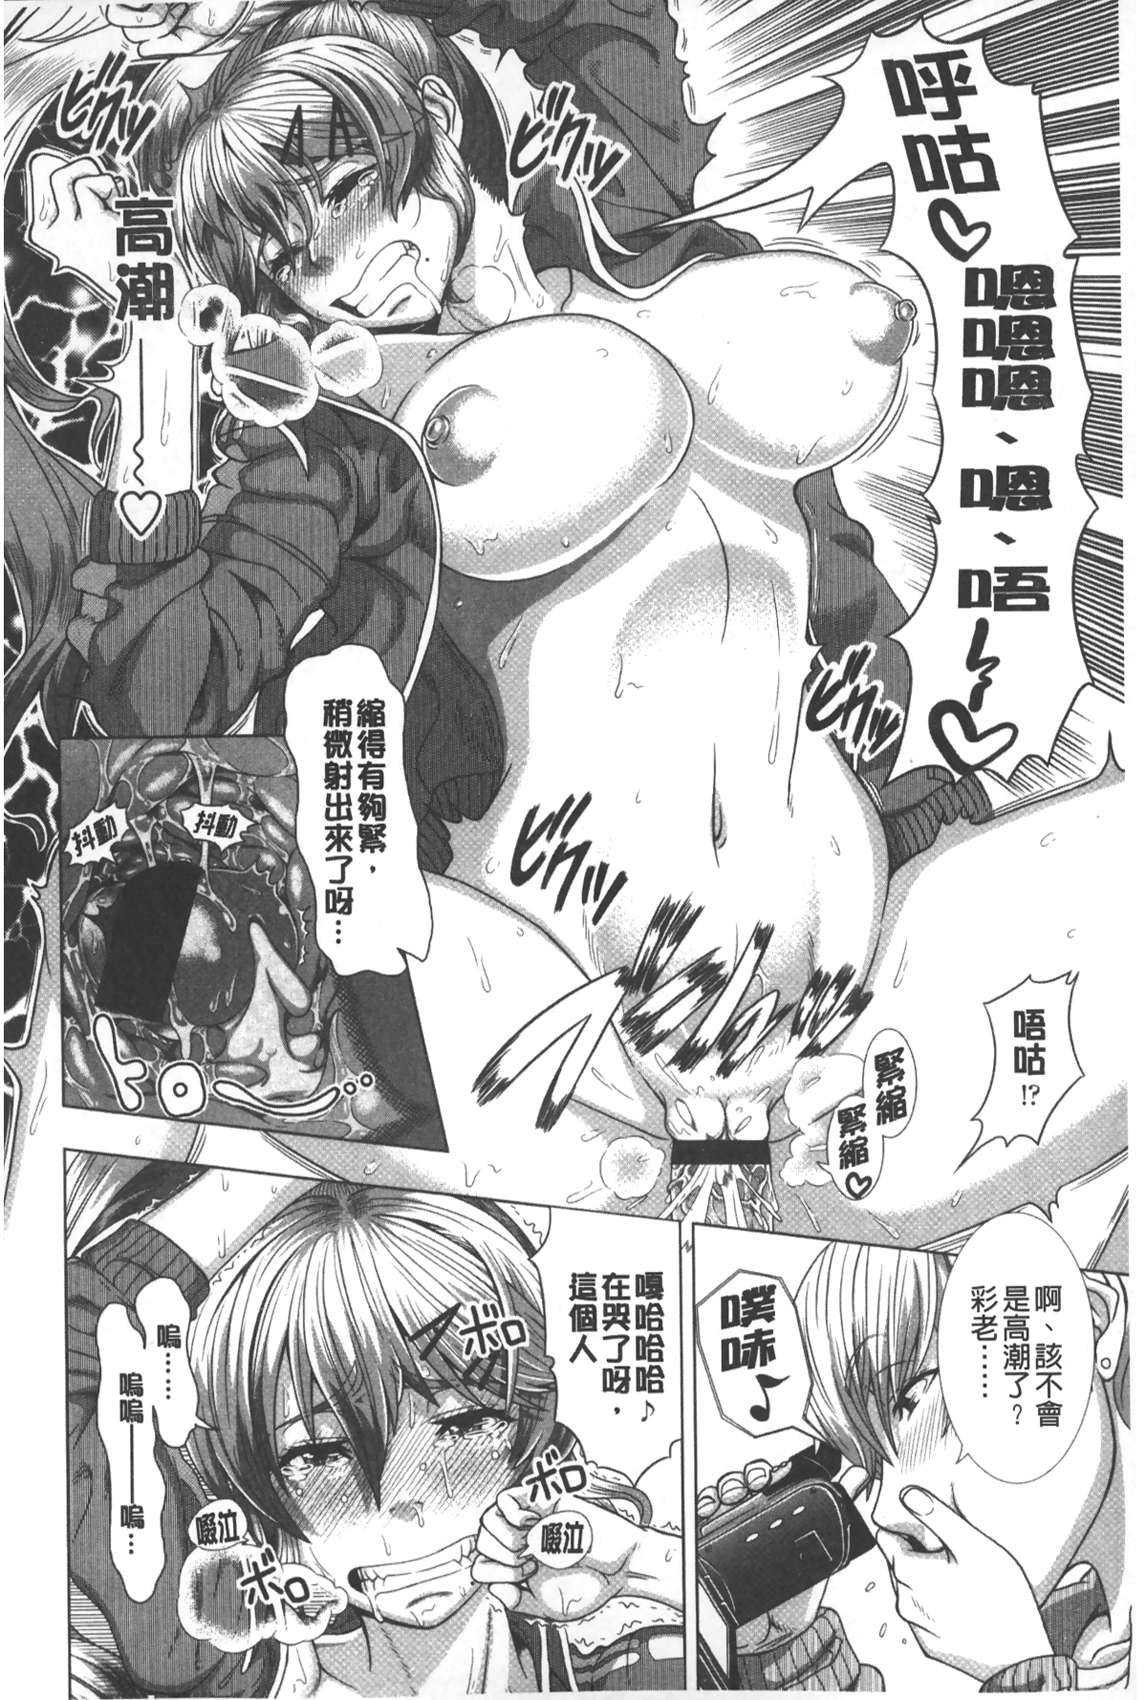 呼咕♡
嗯嗯嗯、嗯、唔~♡
ビクッ
ビクッ
高潮──~♡
ビクッ
ビクッ
縮得有夠緊，
稍微射出來了呀…
抖動
抖動
ドロー…
唔咕!?
緊縮
緊縮♡
啊、該不會
是高潮了？
彩老……
噗哧♪
嘎哈哈哈♪
在哭了呀，
這個人
ボロ
ボロ
ボロ
啜泣
啜泣
嗚……
嗚嗚──嗚…